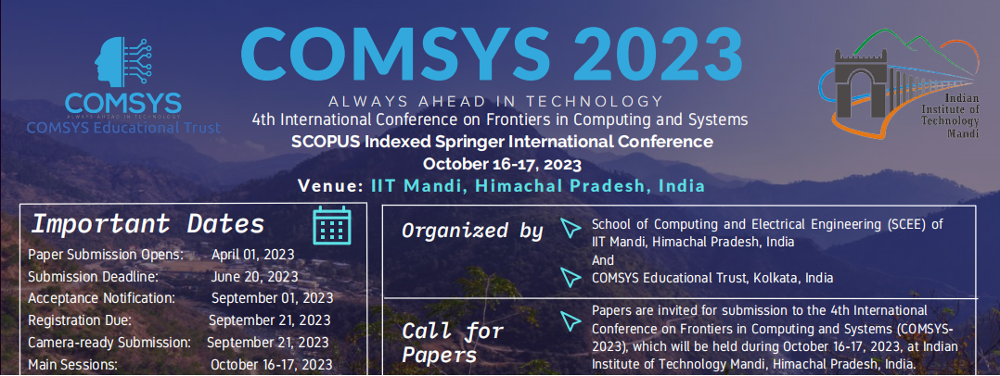 COMSYS 2023
ALWAYS AHEAD IN TECHNOLOGY
4th International Conference on Frontiers in Computing and Systems
SCOPUS Indexed Springer International Conference
October 16-17, 2023
Venue: IIT Mandi, Himachal Pradesh, India
COMSYS
ALWAYS AHEAD IN TECHNOLOGY
COMSYS Educational Trust
Indian
Institute of
Technology
Mandi
Important Dates
Paper Submission Opens: April 01, 2023
Submission Deadline: June 20, 2023
Acceptance Notification: September 01, 2023
Registration Due: September 21, 2023
Camera-ready Submission: September 21, 2023
Main Sessions: October 16-17, 2023
Organized by
School of Computing and Electrical Engineering (SCEE) of
IIT Mandi, Himachal Pradesh, India
And
COMSYS Educational Trust, Kolkata, India
Call for
Papers
Papers are invited for submission to the 4th International
Conference on Frontiers in Computing and Systems (COMSYS-
2023), which will be held during October 16-17, 2023, at Indian
Institute of Technology Mandi, Himachal Pradesh, India.